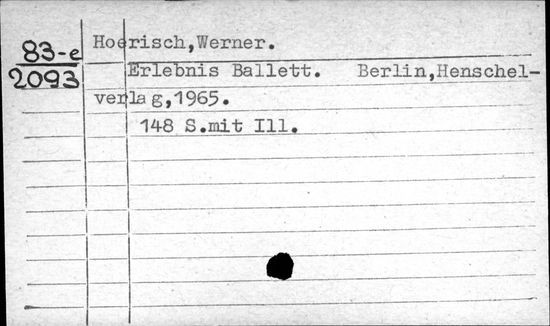 83-e
2093
Hoerisch,Werner.
Erlebnis Ballett. Berlin,Henschel-
verlag,1965.
148 S.mit Ill.